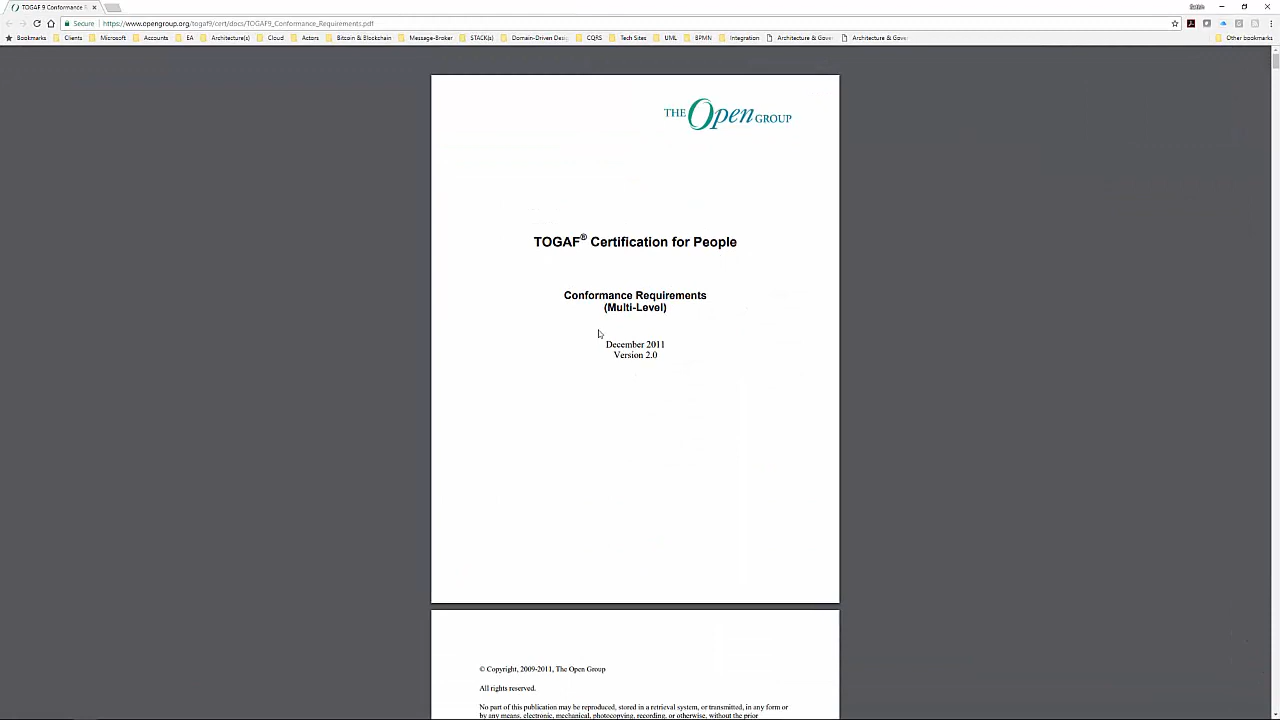 TOGAF 9 Conformance R
Secure https://www.opengroup.org/togaf9/cert/docs/TOGAF9_Conformance_Requirements.pdf
Bookmarks Clients Microsoft Accounts EA Architecture(s) Cloud Actors Bitcoin & Blockchain Message-Broker STACK(s) Domain-Driven Desi CQRS Tech Sites UML BPMN Integration Architecture & Gove Architecture & Gove Other bookmarks
THE Open GROUP
TOGAF® Certification for People
Conformance Requirements
(Multi-Level)
December 2011
Version 2.0
© Copyright, 2009-2011, The Open Group
All rights reserved.
No part of this publication may be reproduced, stored in a retrieval system, or transmitted, in any form or
by any means, electronic, mechanical, photocopying, recording, or otherwise, without the prior